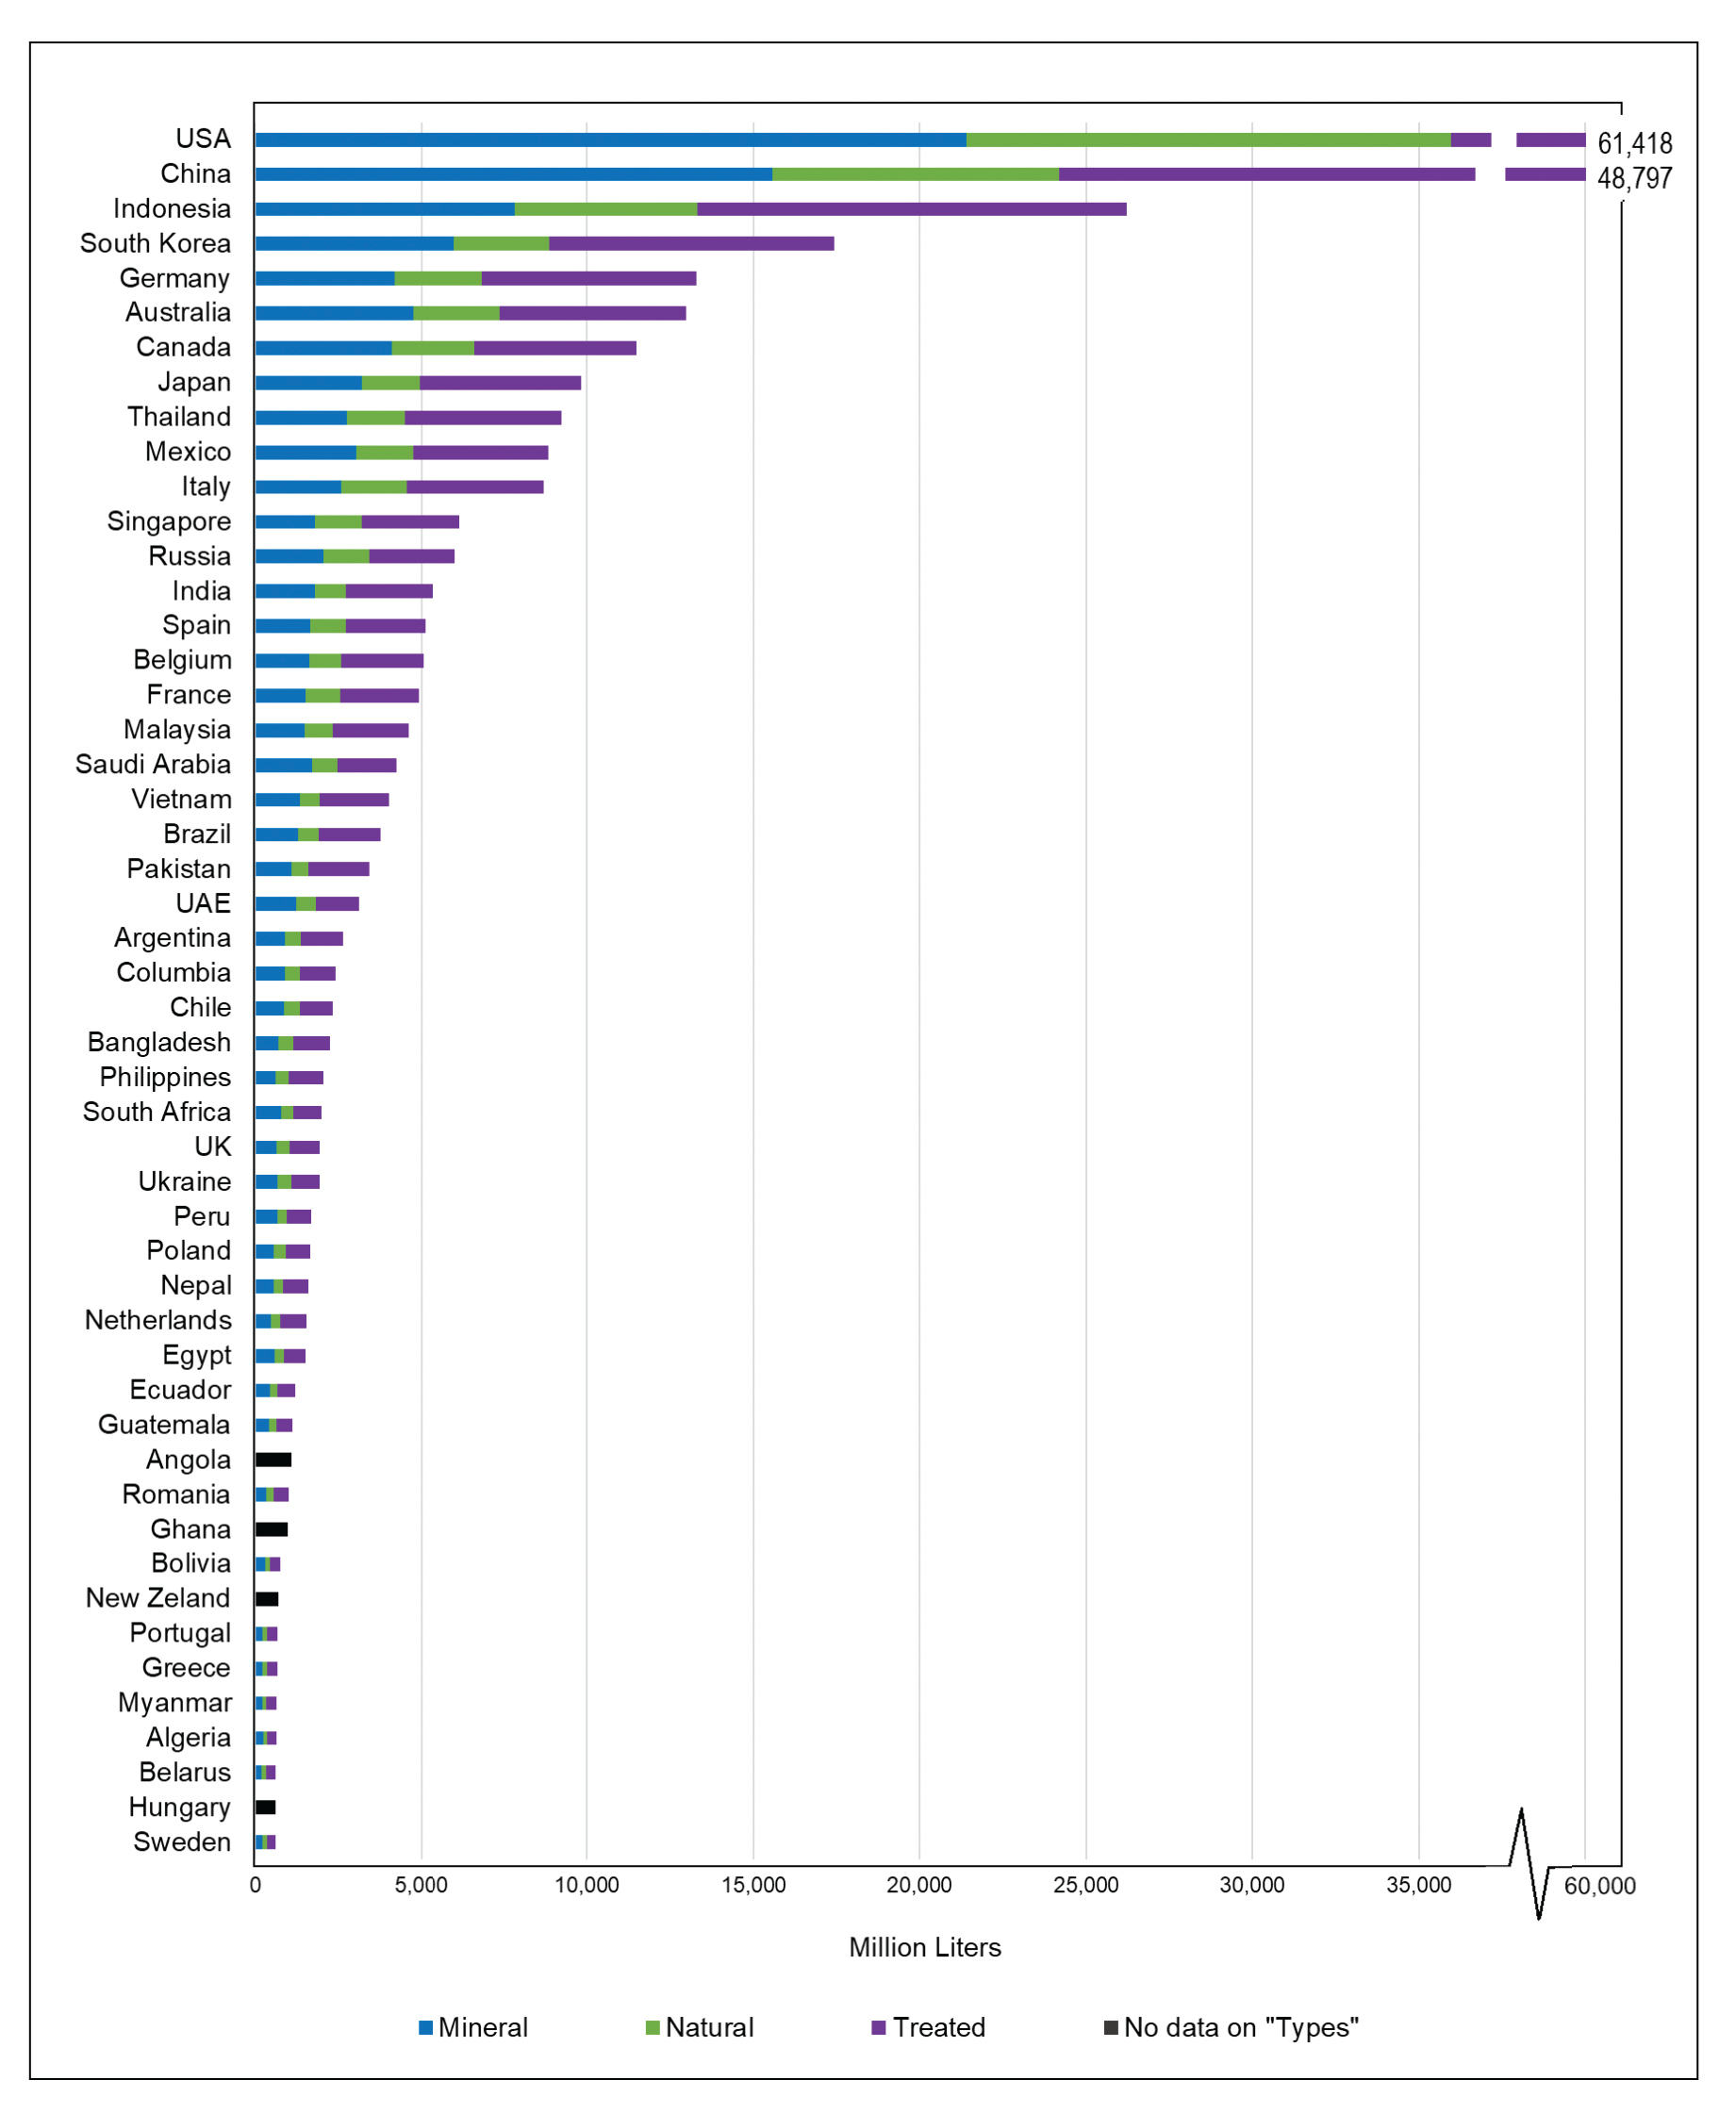 USA
61,418
China
48,797
Indonesia
South Korea
Germany
Australia
Canada
Japan
Thailand
Mexico
Italy
Singapore
Russia
India
Spain
Belgium
France
Malaysia
Saudi Arabia
Vietnam
Brazil
Pakistan
UAE
Argentina
Columbia
Chile
Bangladesh
Philippines
South Africa
UK
Ukraine
Peru
Poland
Nepal
Netherlands
Egypt
Ecuador
Guatemala
Angola
Romania
Ghana
Bolivia
New Zeland
Portugal
Greece
Myanmar
Algeria
Belarus
Hungary
Sweden
0 5,000 10,000 15,000 20,000 25,000 30,000 35,000 60,000
Million Liters
Mineral Natural Treated No data on "Types"